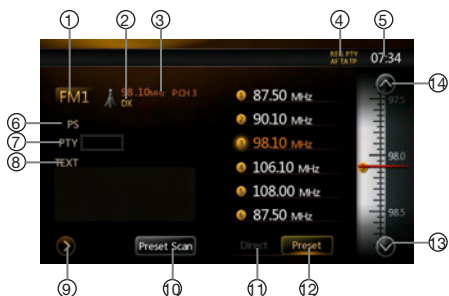 ① ② ③ ④ ⑤
REG PTY
AF TA TP 07:34
FM1 98.10MHz P.CH 3
DX
① 87.50 MHz
② 90.10 MHz
③ 98.10 MHz
④ 106.10 MHz
⑤ 108.00 MHz
⑥ 87.50 MHz
97.5
98.0
98.5
⑭
⑥ PS
⑦ PTY
⑧ TEXT
Preset Scan Direct Preset
⑬
⑨ ⑩ ⑪ ⑫